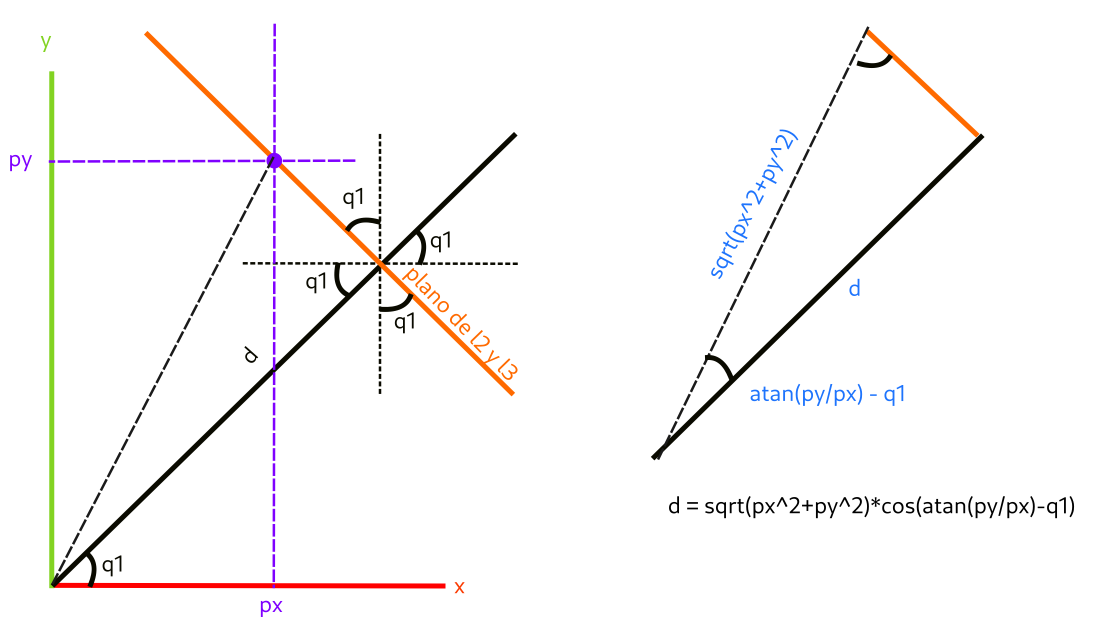 y
py
q1
q1
q1
q1
plano de l2 y l3
d
q1
x
px
sqrt(px^2+py^2)
d
atan(py/px) - q1
d = sqrt(px^2+py^2)*cos(atan(py/px)-q1)